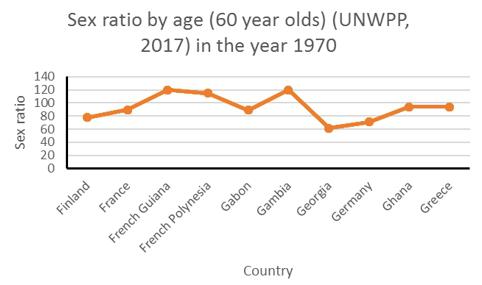 Sex ratio by age (60 year olds) (UNWPP,
2017) in the year 1970
140
120
100
80
60
40
20
0
Sex ratio
Finland
France
French Guiana
French Polynesia
Gabon
Gambia
Georgia
Germany
Ghana
Greece
Country